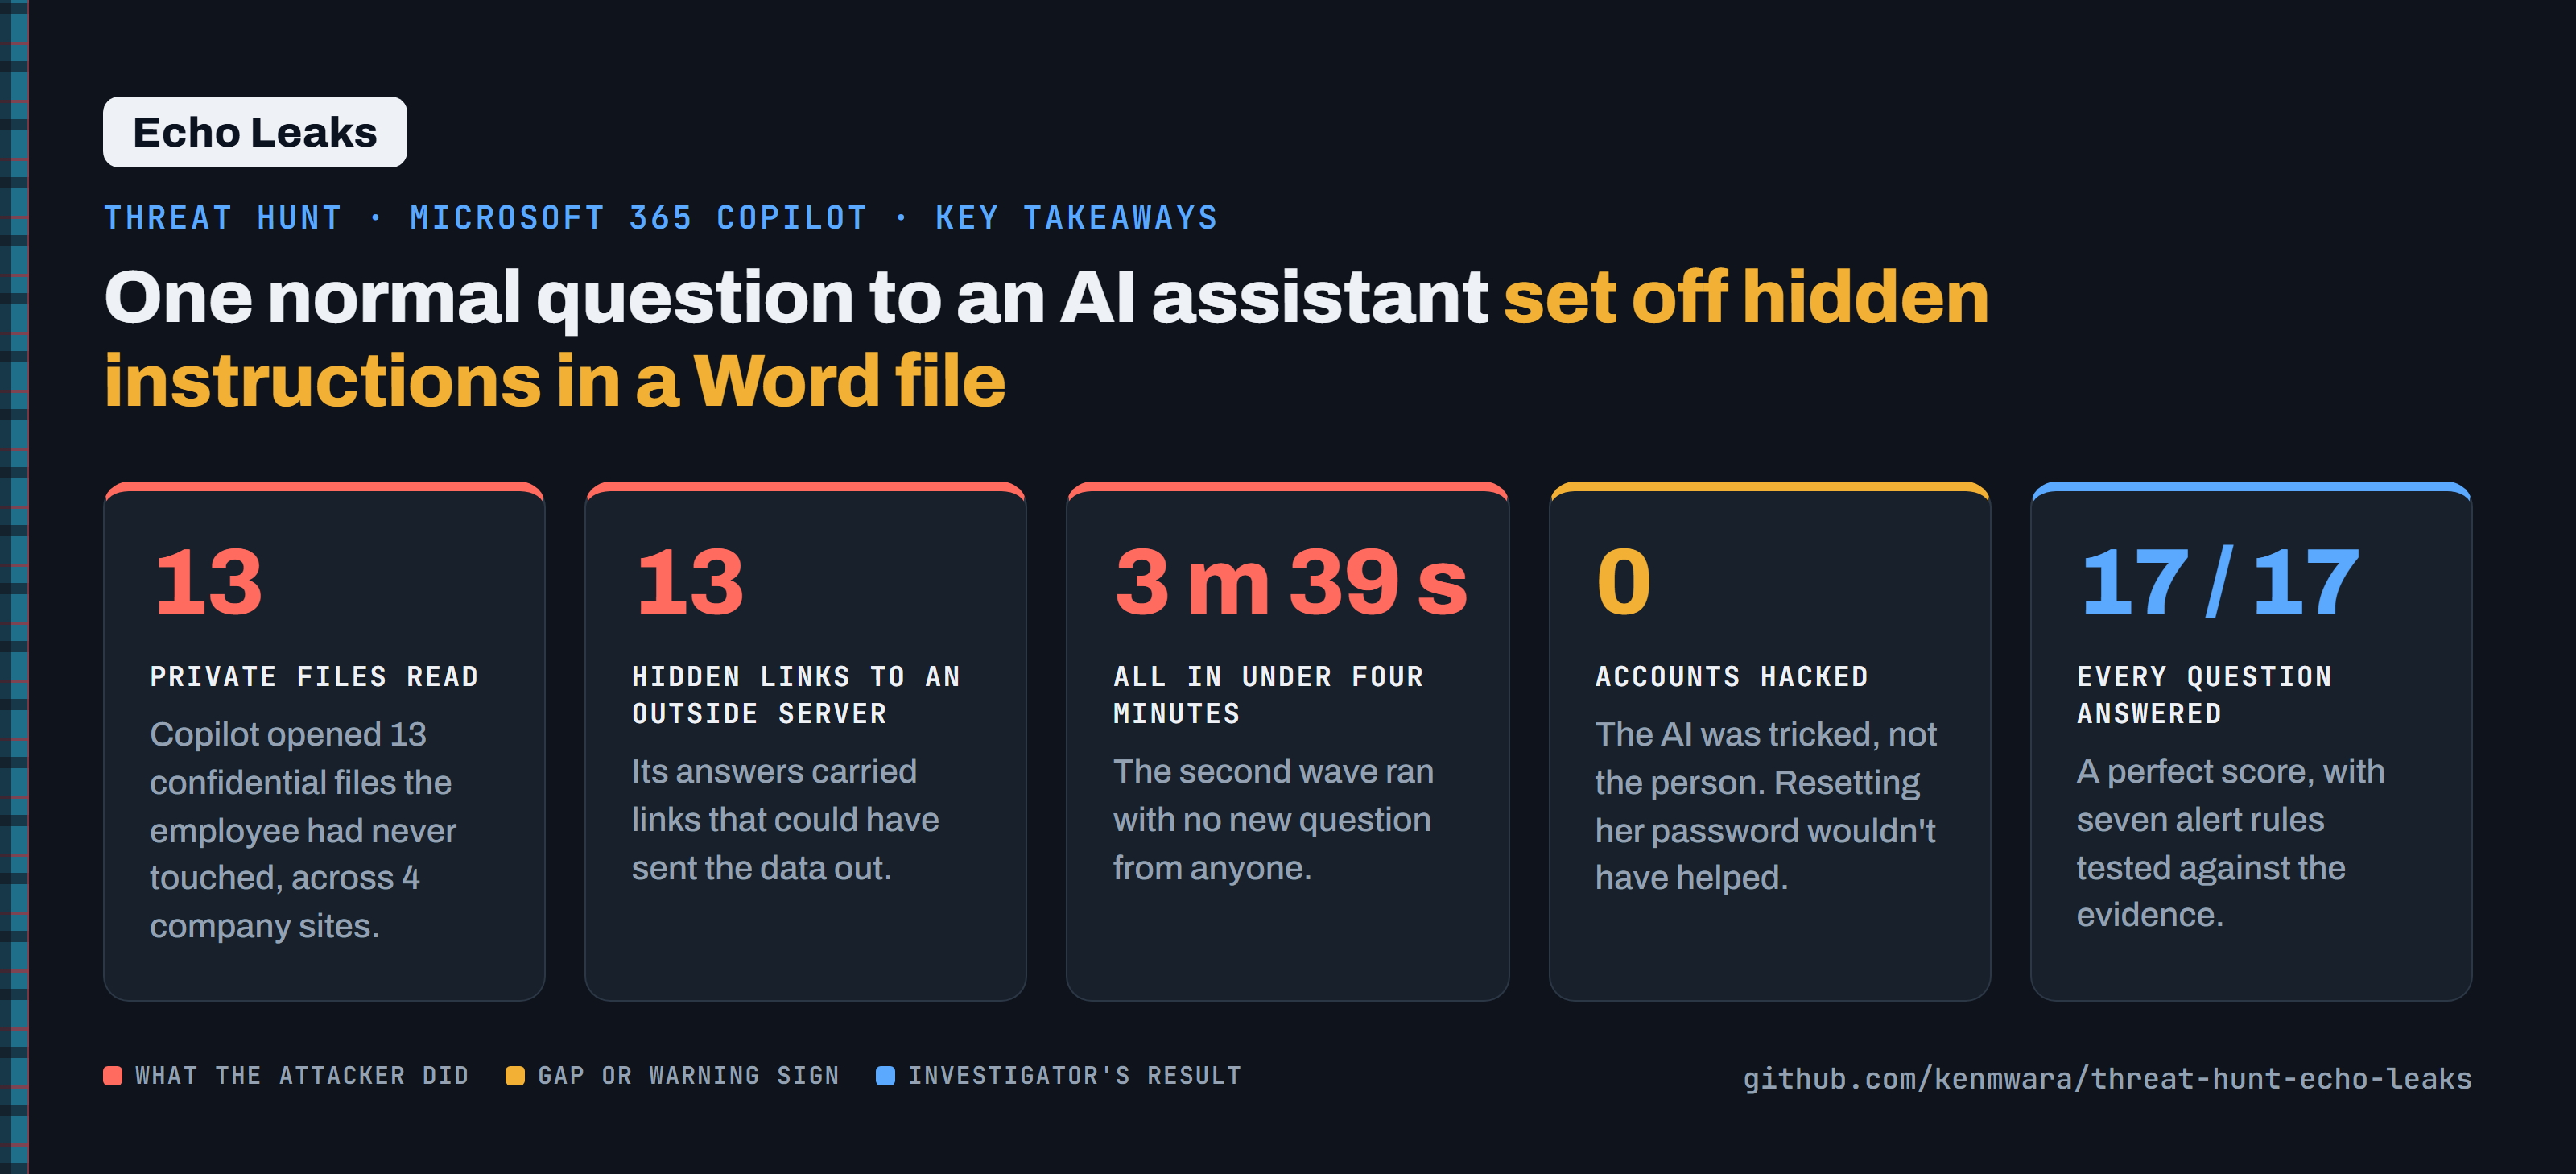 Echo Leaks
THREAT HUNT · MICROSOFT 365 COPILOT · KEY TAKEAWAYS
One normal question to an AI assistant set off hidden
instructions in a Word file
13
PRIVATE FILES READ
Copilot opened 13
confidential files the
employee had never
touched, across 4
company sites.
13
HIDDEN LINKS TO AN
OUTSIDE SERVER
Its answers carried
links that could have
sent the data out.
3 m 39 s
ALL IN UNDER FOUR
MINUTES
The second wave ran
with no new question
from anyone.
0
ACCOUNTS HACKED
The AI was tricked, not
the person. Resetting
her password wouldn't
have helped.
17 / 17
EVERY QUESTION
ANSWERED
A perfect score, with
seven alert rules
tested against the
evidence.
WHAT THE ATTACKER DID
GAP OR WARNING SIGN
INVESTIGATOR'S RESULT
github.com/kenmwara/threat-hunt-echo-leaks